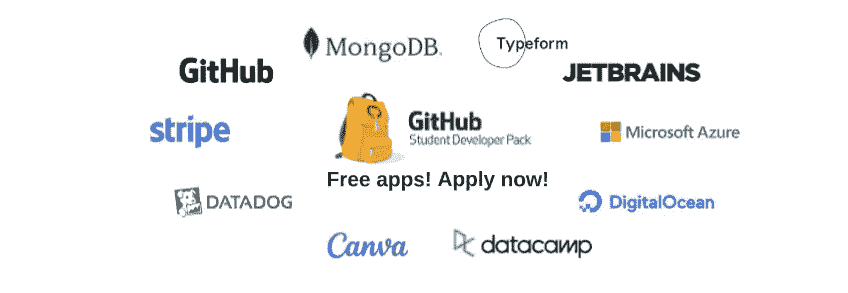 MongoDB.
Typeform
GitHub
JETBRAINS
stripe
GitHub
Student Developer Pack
Microsoft Azure
Free apps! Apply now!
DATADOG
DigitalOcean
Canva
datacamp